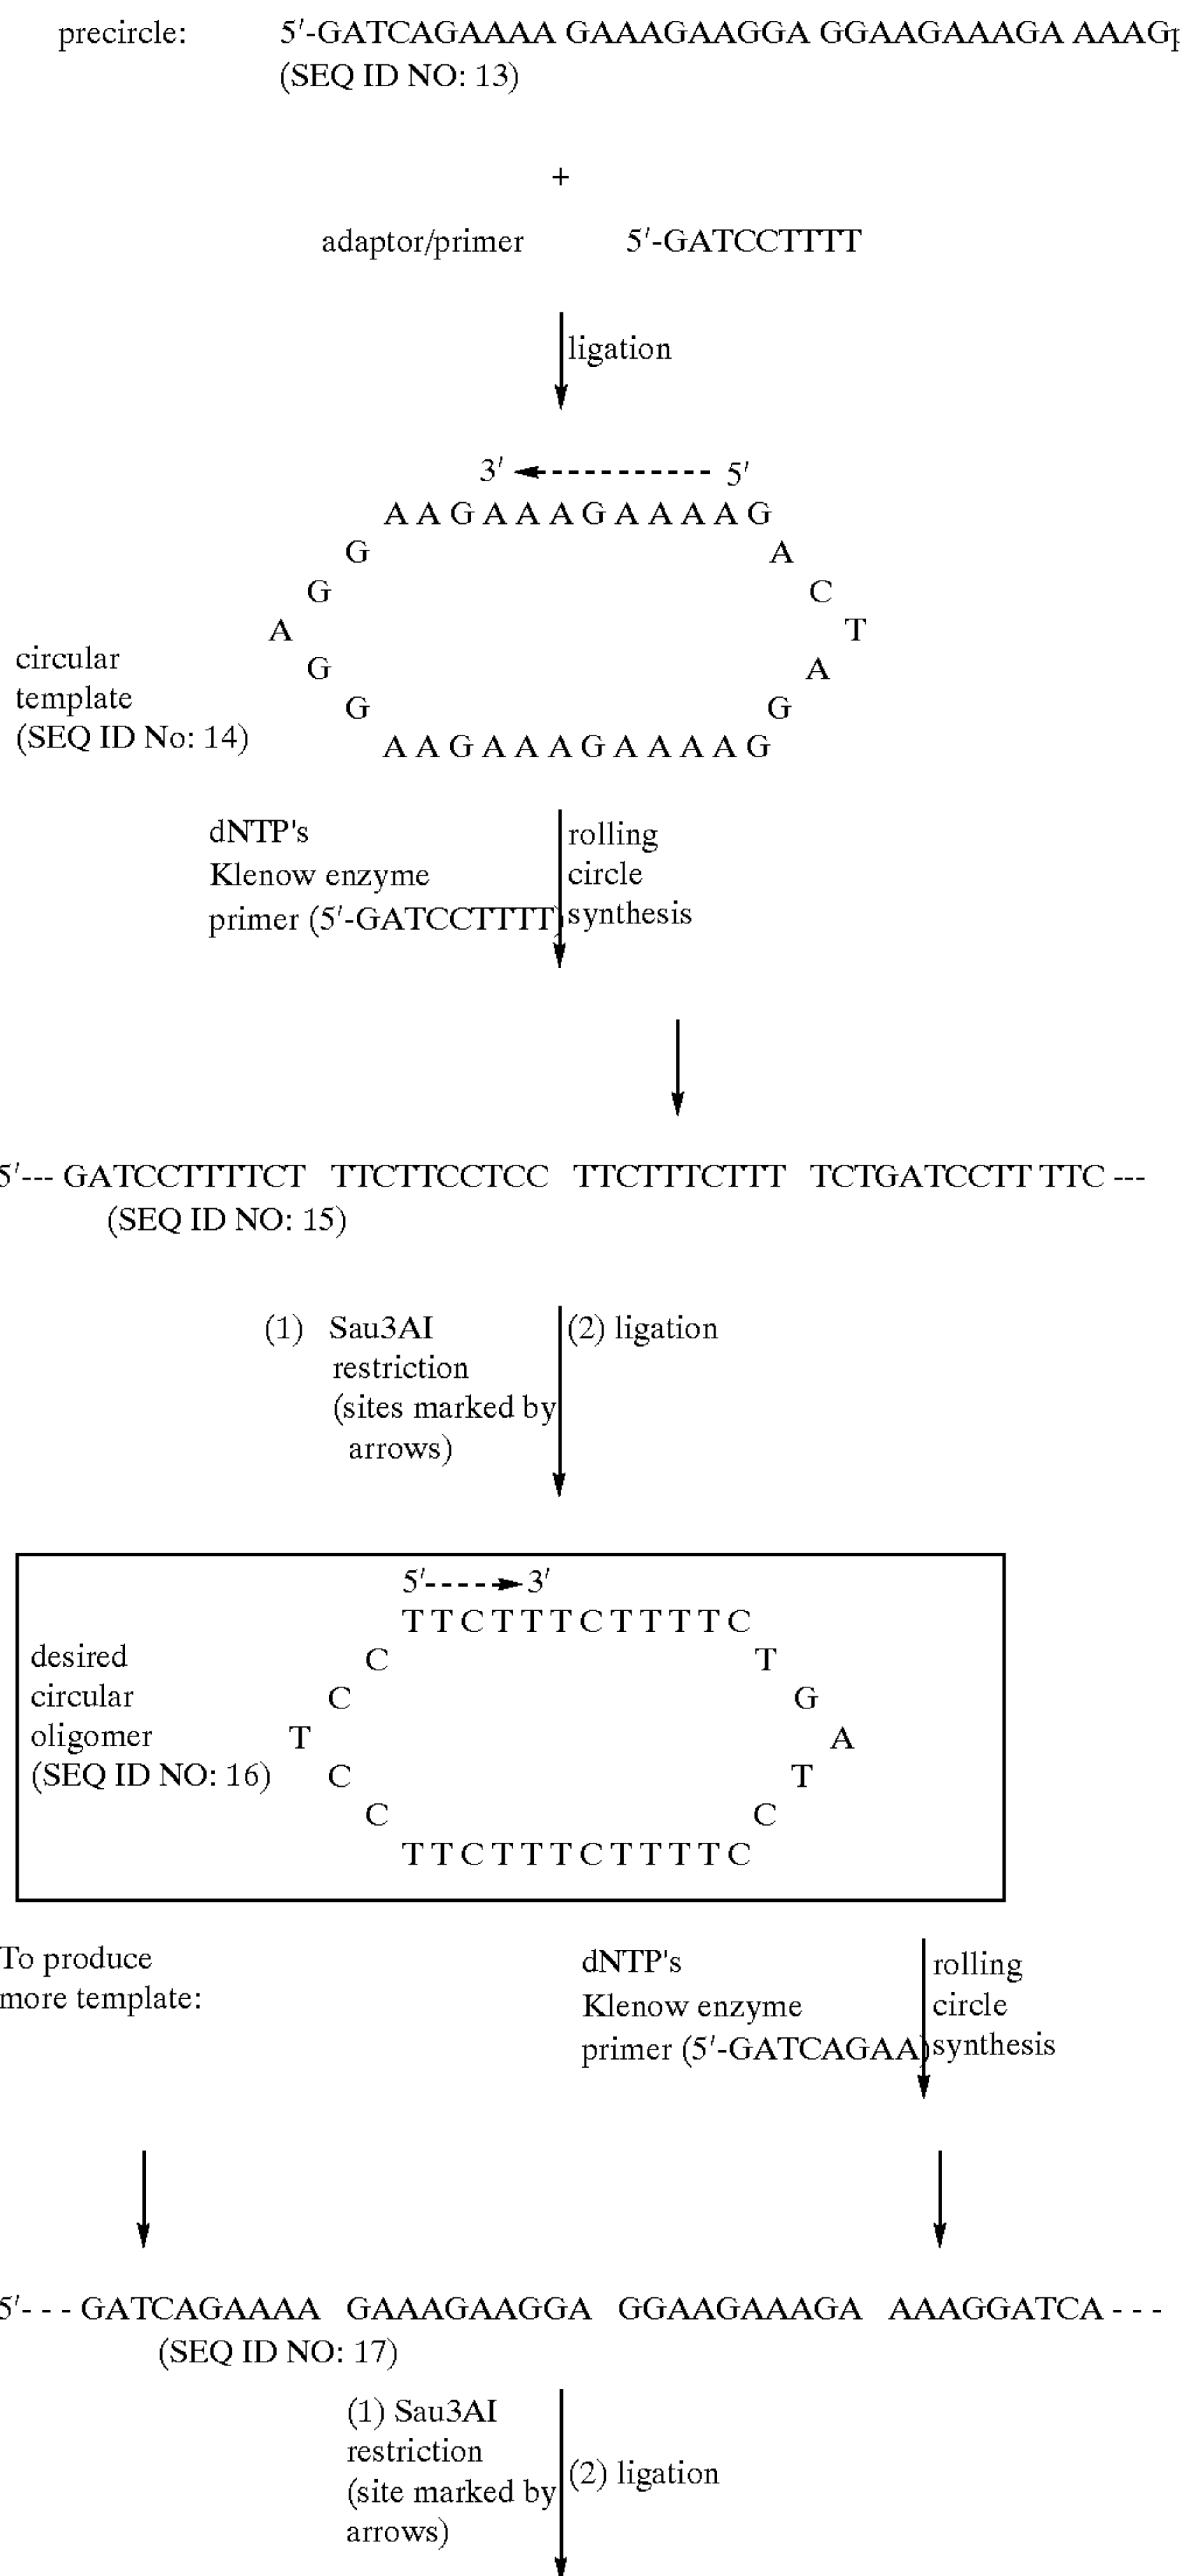 precircle: 5′-GATCAGAAAA GAAAGAAGGA GGAAGAAAGA AAAGp
(SEQ ID NO: 13)
+
adaptor/primer 5′-GATCCTTTT
ligation
3′ 5′
A A G A A A G A A A A G
G A
G C
A T
circular
G A
template
G G
(SEQ ID No: 14)
A A G A A A G A A A A G
dNTP's rolling
Klenow enzyme circle
primer (5′-GATCCTTTT) synthesis
5′--- GATCCTTTTCT TTCTTCCTCC TTCTTTCTTT TCTGATCCTT TTC ---
(SEQ ID NO: 15)
(1) Sau3AI (2) ligation
restriction
(sites marked by
arrows)
5′-----3′
T T C T T T C T T T T C
desired C T
circular C G
oligomer T A
(SEQ ID NO: 16) C T
C C
T T C T T T C T T T T C
To produce dNTP's rolling
more template: Klenow enzyme circle
primer (5′-GATCAGAA) synthesis
5′- - - GATCAGAAAA GAAAGAAGGA GGAAGAAAGA AAAGGATCA - - -
(SEQ ID NO: 17)
(1) Sau3AI
restriction
(site marked by (2) ligation
arrows)